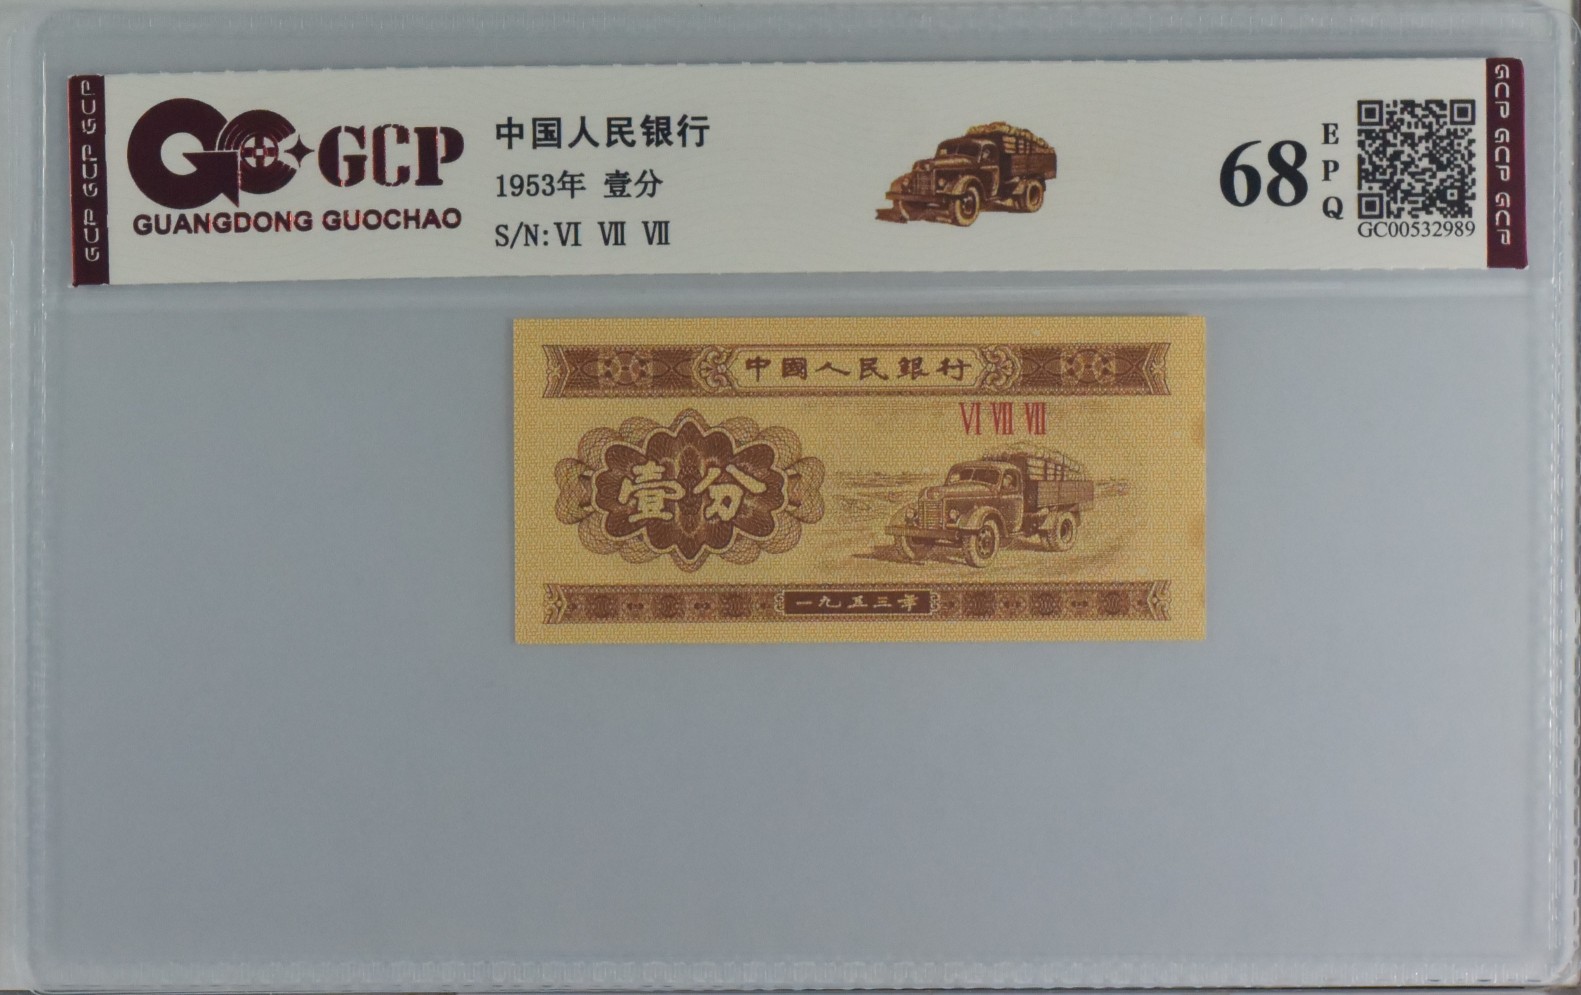 GCP GCP GCP
GCP
GUANGDONG GUOCHAO
中国人民银行
1953年 壹分
S/N: Ⅵ Ⅶ Ⅶ
68
EPQ
GC00532989
GCP GCP GCP
中國人民銀行
Ⅵ Ⅶ Ⅶ
壹分
一九五三年